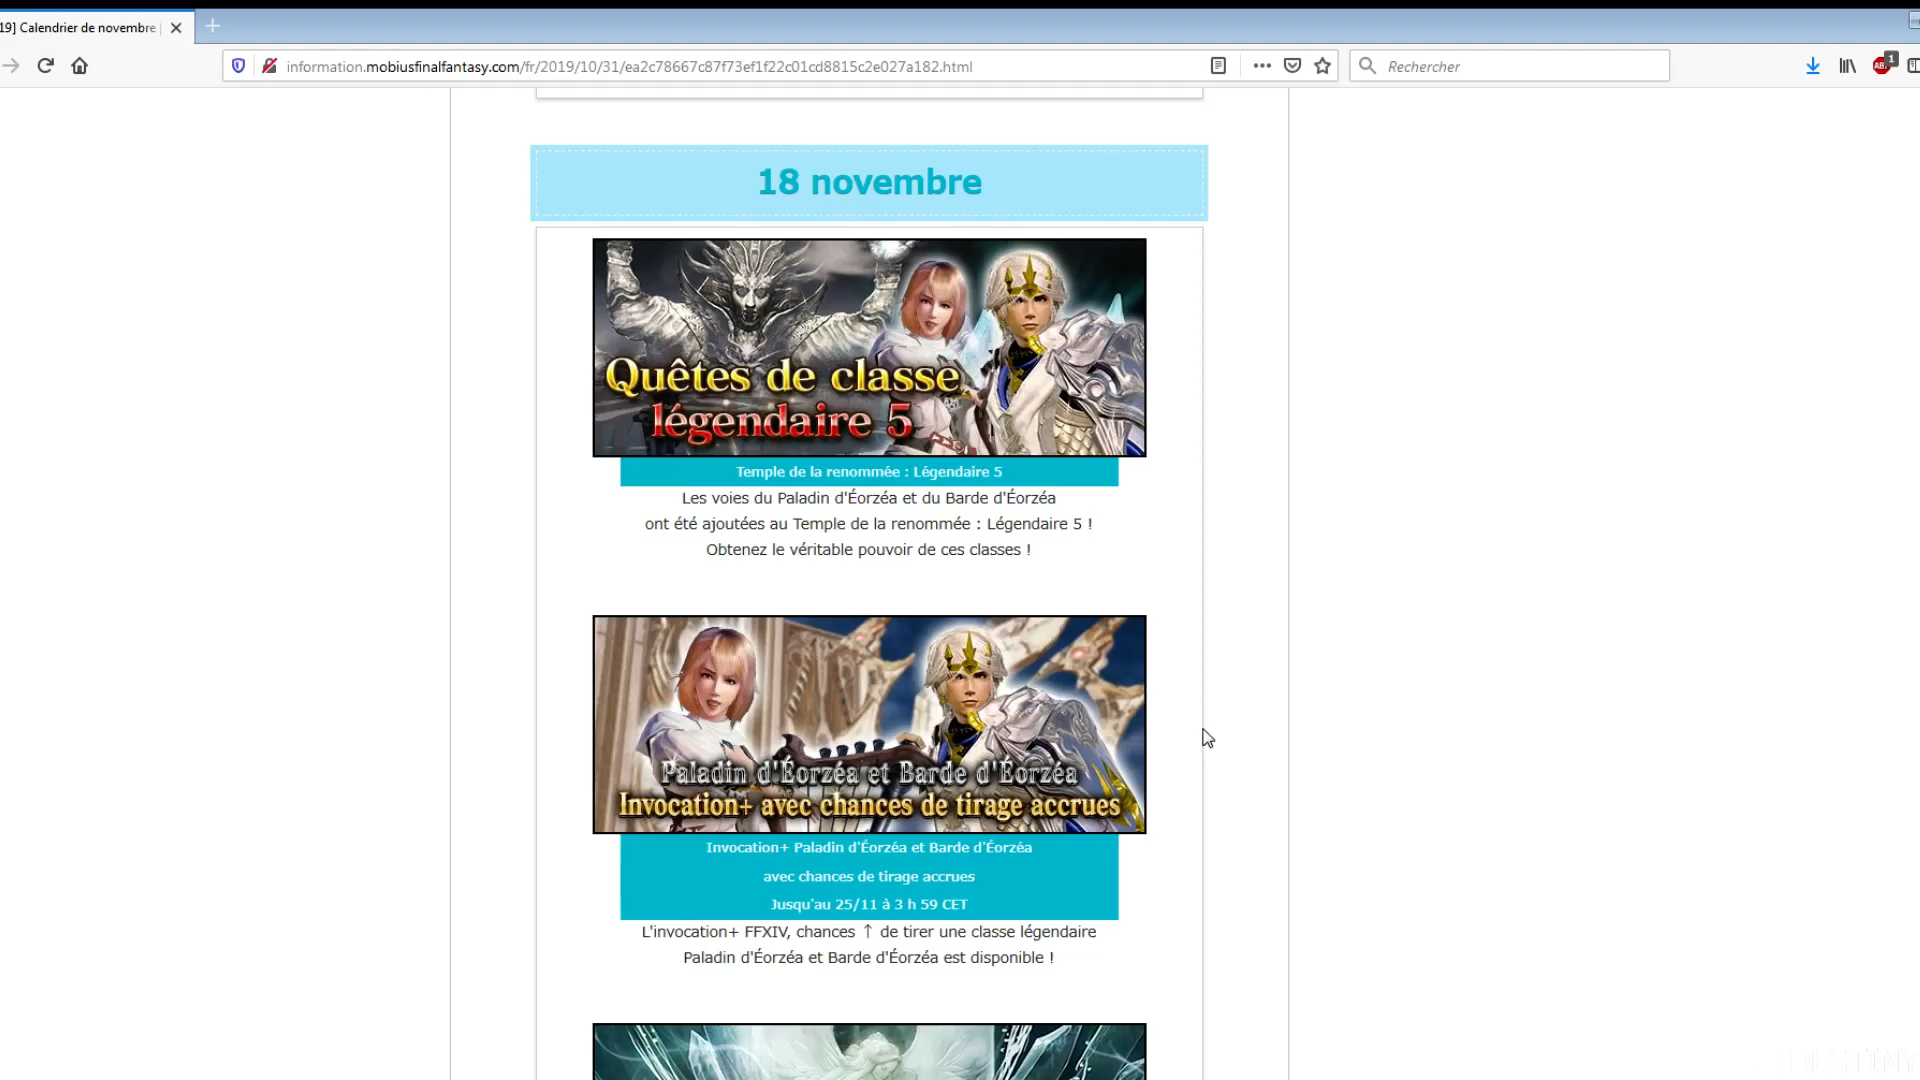 19] Calendrier de novembre |
information.mobiusfinalfantasy.com/fr/2019/10/31/ea2c78667c87f73ef1f22c01cd8815c2e027a182.html
Rechercher
ABP
1
18 novembre
Quêtes de classe
légendaire 5
Temple de la renommée : Légendaire 5
Les voies du Paladin d'Éorzéa et du Barde d'Éorzéa
ont été ajoutées au Temple de la renommée : Légendaire 5 !
Obtenez le véritable pouvoir de ces classes !
Paladin d'Éorzéa et Barde d'Éorzéa
Invocation+ avec chances de tirage accrues
Invocation+ Paladin d'Éorzéa et Barde d'Éorzéa
avec chances de tirage accrues
Jusqu'au 25/11 à 3 h 59 CET
L'invocation+ FFXIV, chances ↑ de tirer une classe légendaire
Paladin d'Éorzéa et Barde d'Éorzéa est disponible !